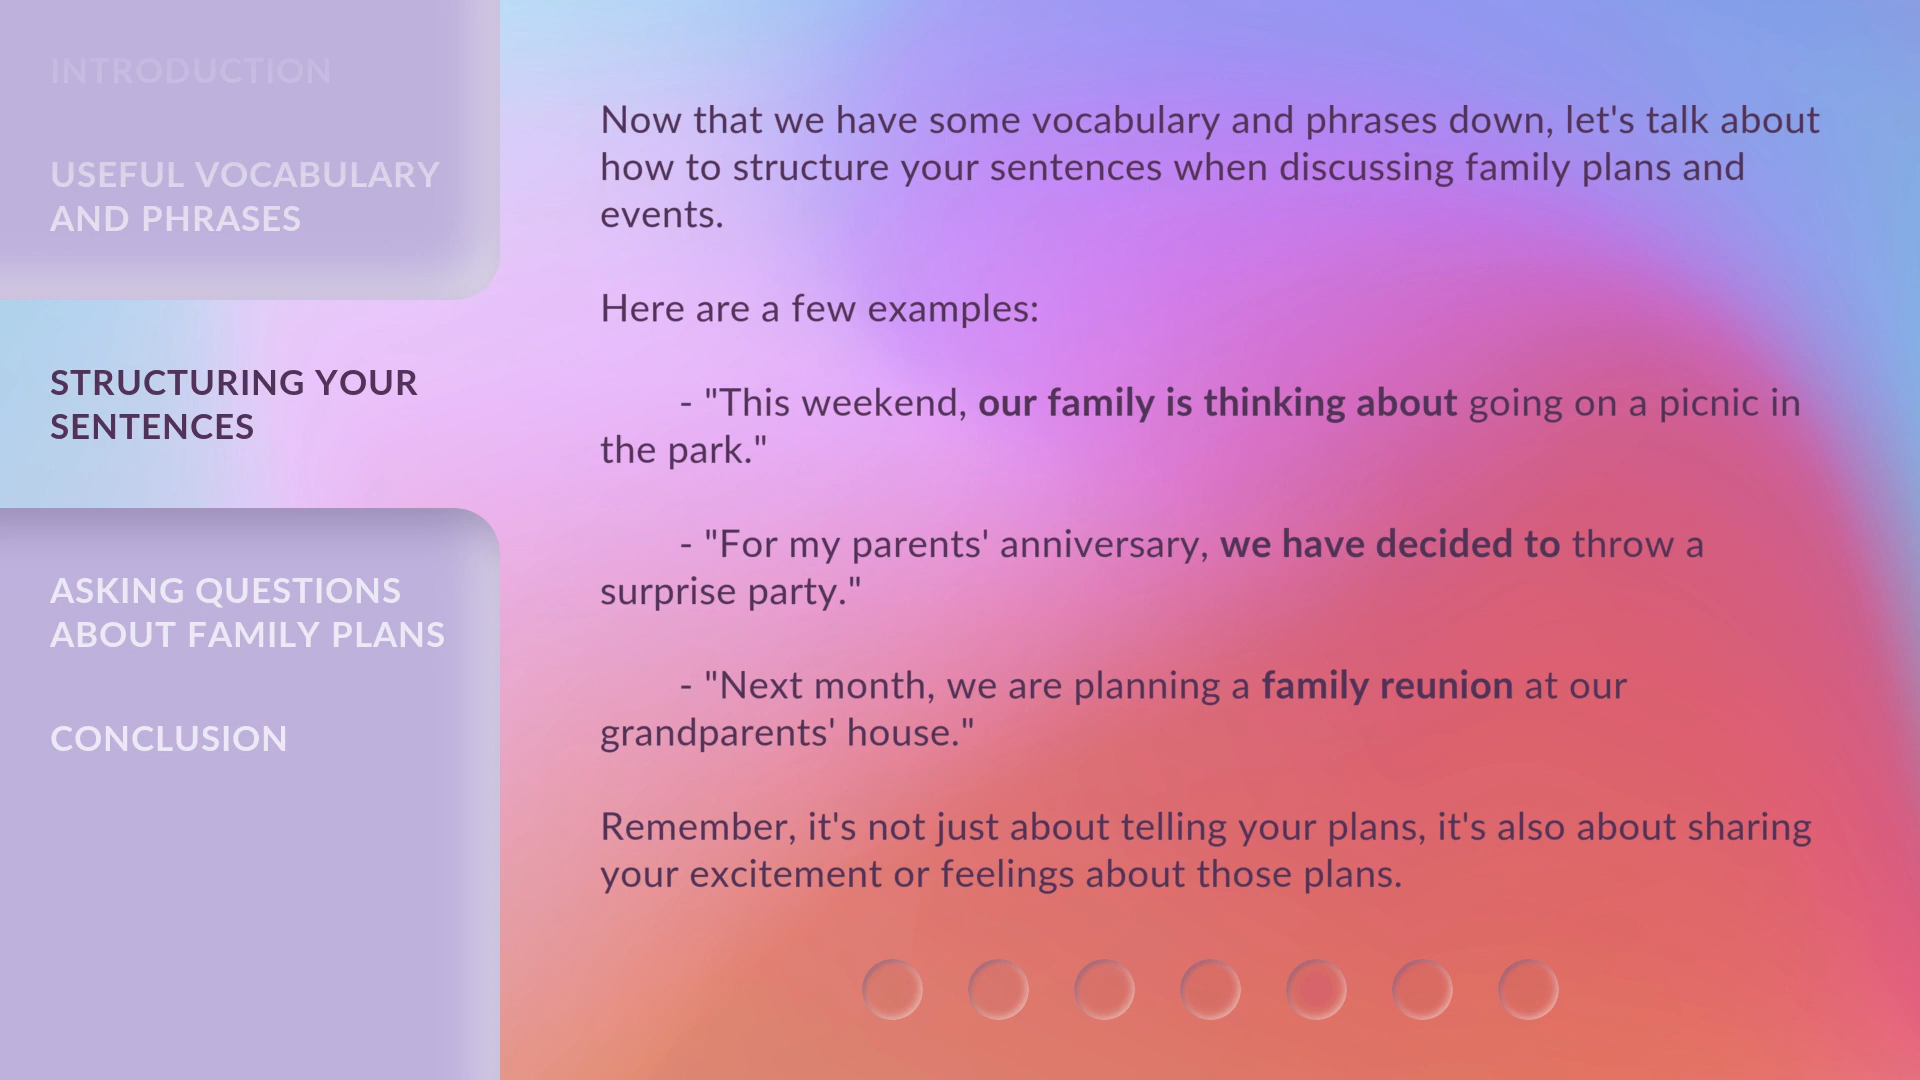 INTRODUCTION
USEFUL VOCABULARY
AND PHRASES
STRUCTURING YOUR
SENTENCES
ASKING QUESTIONS
ABOUT FAMILY PLANS
CONCLUSION
Now that we have some vocabulary and phrases down, let's talk about
how to structure your sentences when discussing family plans and
events.
Here are a few examples:
- "This weekend, our family is thinking about going on a picnic in
the park."
- "For my parents' anniversary, we have decided to throw a
surprise party."
- "Next month, we are planning a family reunion at our
grandparents' house."
Remember, it's not just about telling your plans, it's also about sharing
your excitement or feelings about those plans.